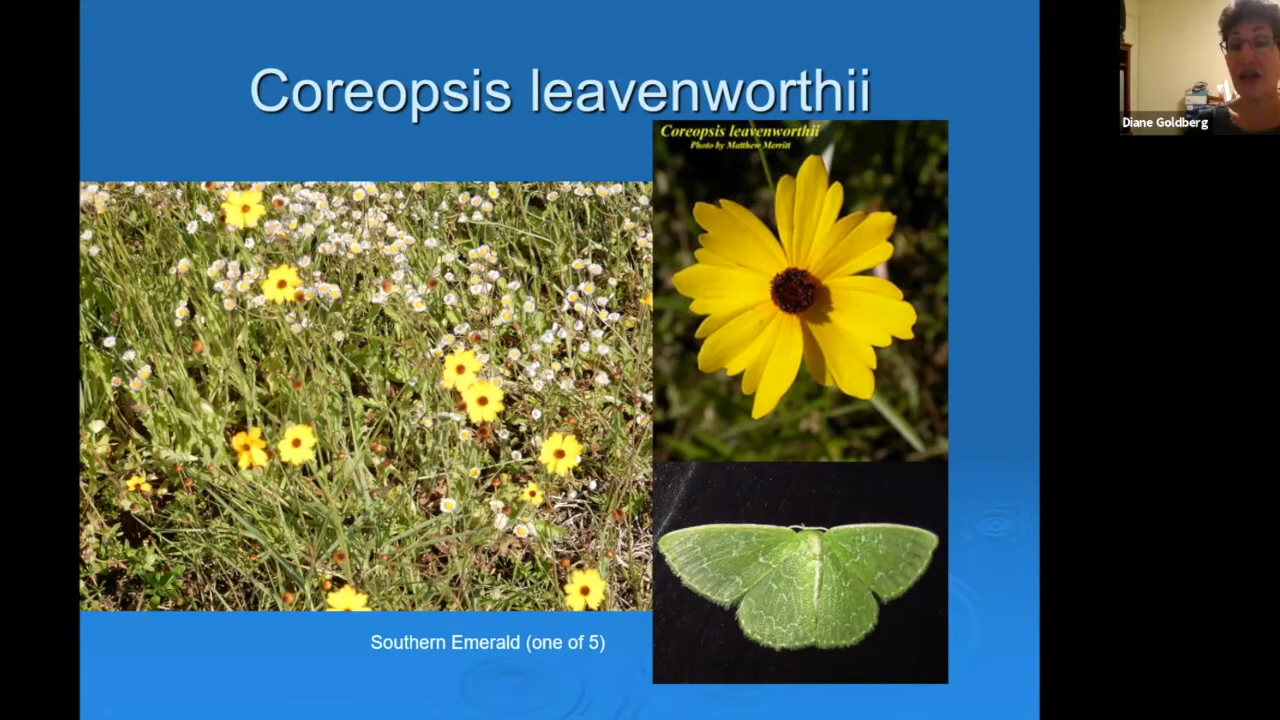 Coreopsis leavenworthii
Coreopsis leavenworthii
Photo by Matthew Merritt
Diane Goldberg
Southern Emerald (one of 5)